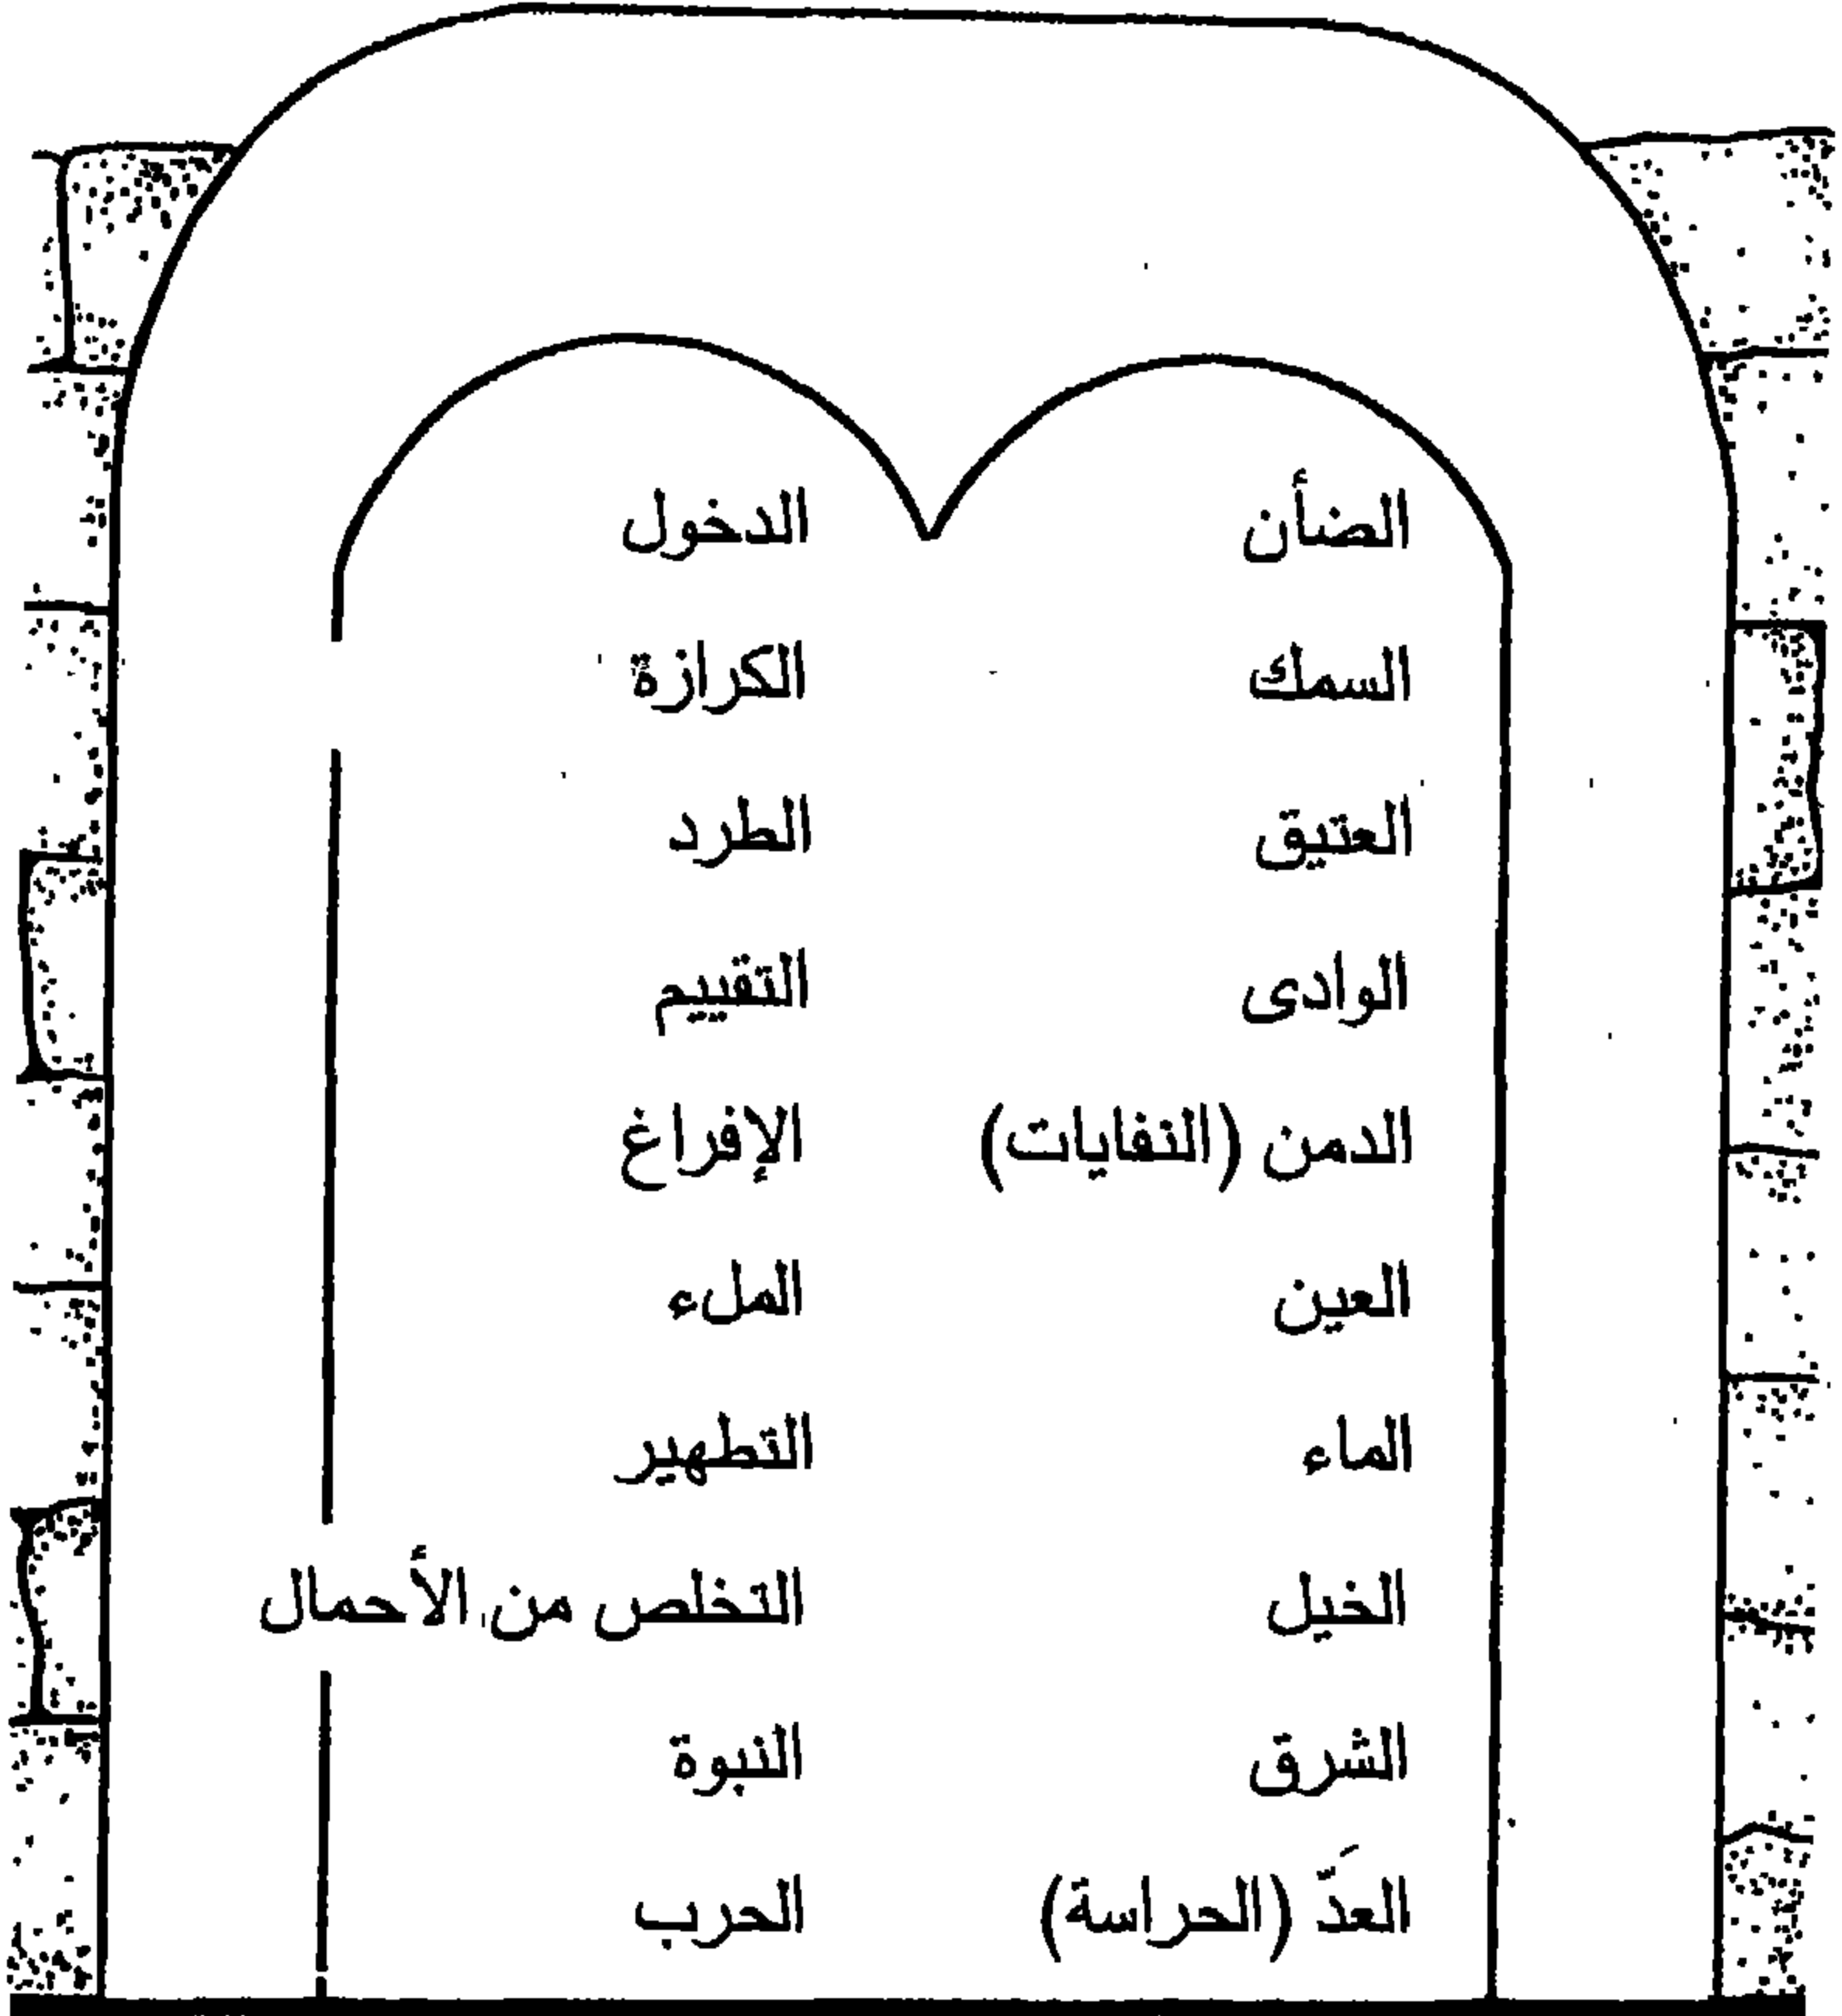 الضأن الدخول
السمك الكرازة
العتيق الطرد
الوادى التقييم
الدمن (النفايات) الإفراغ
العين الملء
الماء التطهير
الخيل التخلص من الأحمال
الشرق النبوة
العدَّ (الحراسة) الحرب